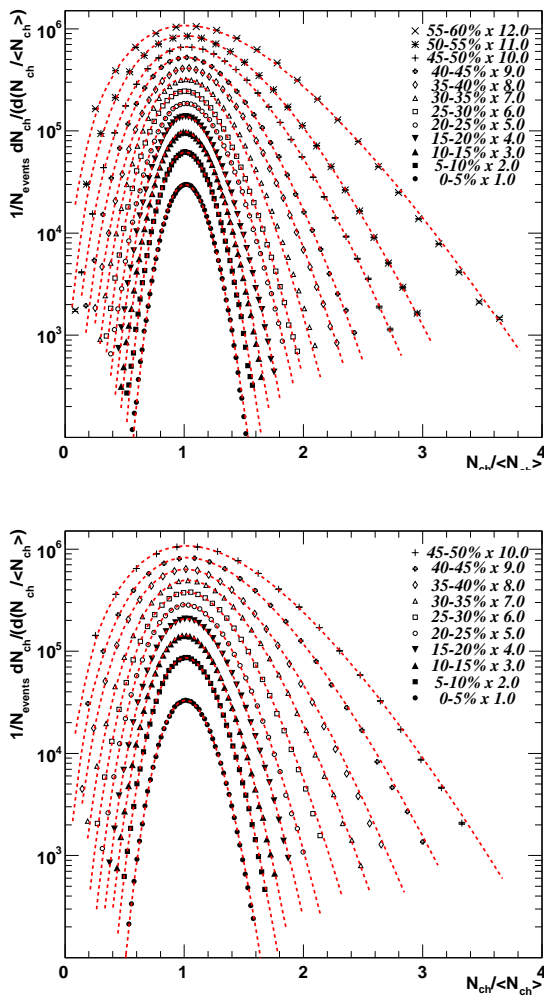 1/N_events dN_ch/(d(N_ch/<N_ch>)
10^6
10^5
10^4
10^3
55-60% x 12.0
50-55% x 11.0
45-50% x 10.0
40-45% x 9.0
35-40% x 8.0
30-35% x 7.0
25-30% x 6.0
20-25% x 5.0
15-20% x 4.0
10-15% x 3.0
5-10% x 2.0
0-5% x 1.0
0 1 2 3 4
N_ch/<N_ch>
1/N_events dN_ch/(d(N_ch/<N_ch>)
10^6
10^5
10^4
10^3
45-50% x 10.0
40-45% x 9.0
35-40% x 8.0
30-35% x 7.0
25-30% x 6.0
20-25% x 5.0
15-20% x 4.0
10-15% x 3.0
5-10% x 2.0
0-5% x 1.0
0 1 2 3 4
N_ch/<N_ch>